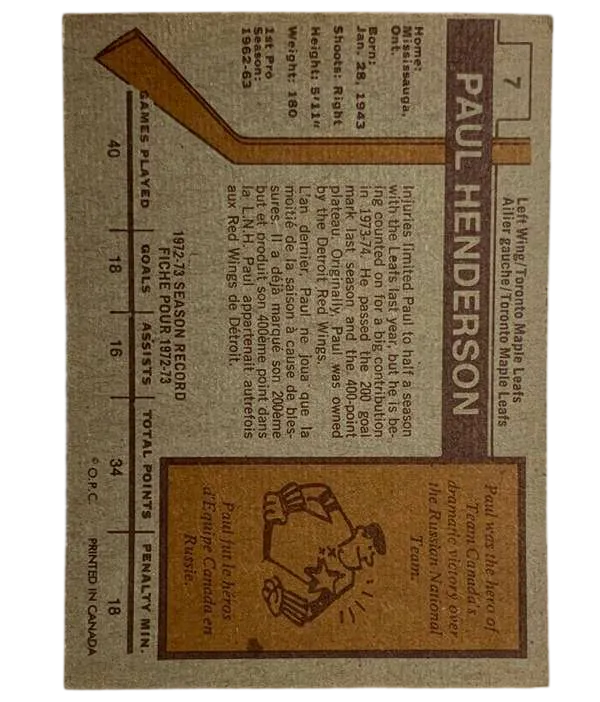 7
PAUL HENDERSON
Left Wing/Toronto Maple Leafs
Ailier gauche/Toronto Maple Leafs
Home:
Mississauga,
Ont.
Born:
Jan. 28, 1943
Shoots: Right
Height: 5'11"
Weight: 180
1st Pro
Season:
1962-63
Injuries limited Paul to half a season
with the Leafs last year, but he is be-
ing counted on for a big contribution
in 1973-74. He passed the 200 goal
mark last season and the 400-point
plateau. Originally, Paul was owned
by the Detroit Red Wings.
L'an dernier, Paul ne joua que la
moitié de la saison à cause de bles-
sures. Il a déjà marqué son 200ème
but et produit son 400ème point dans
la L.N.H. Paul appartenait autrefois
aux Red Wings de Détroit.
Paul was the hero of
Team Canada's
dramatic victory over
the Russian National
Team.
Paul fut le héros
d'Equipe Canada en
Russie.
1972-73 SEASON RECORD
FICHE POUR 1972-73
GAMES PLAYED GOALS ASSISTS TOTAL POINTS PENALTY MIN.
40 18 16 34 18
© O.P.C. PRINTED IN CANADA